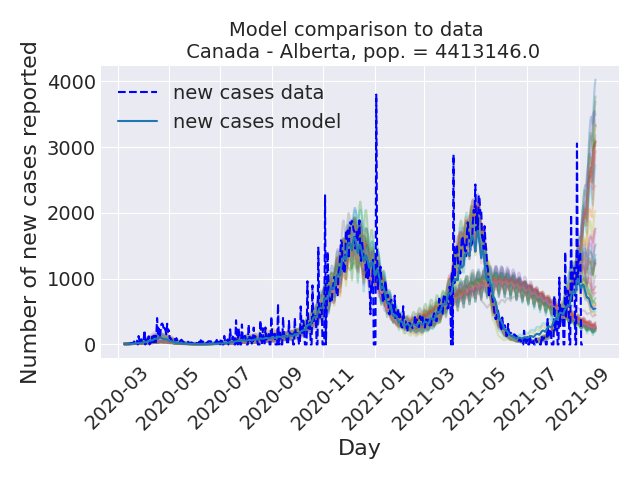 Model comparison to data
Canada - Alberta, pop. = 4413146.0
Number of new cases reported
4000
3000
2000
1000
0
new cases data
new cases model
2020-03
2020-05
2020-07
2020-09
2020-11
2021-01
2021-03
2021-05
2021-07
2021-09
Day